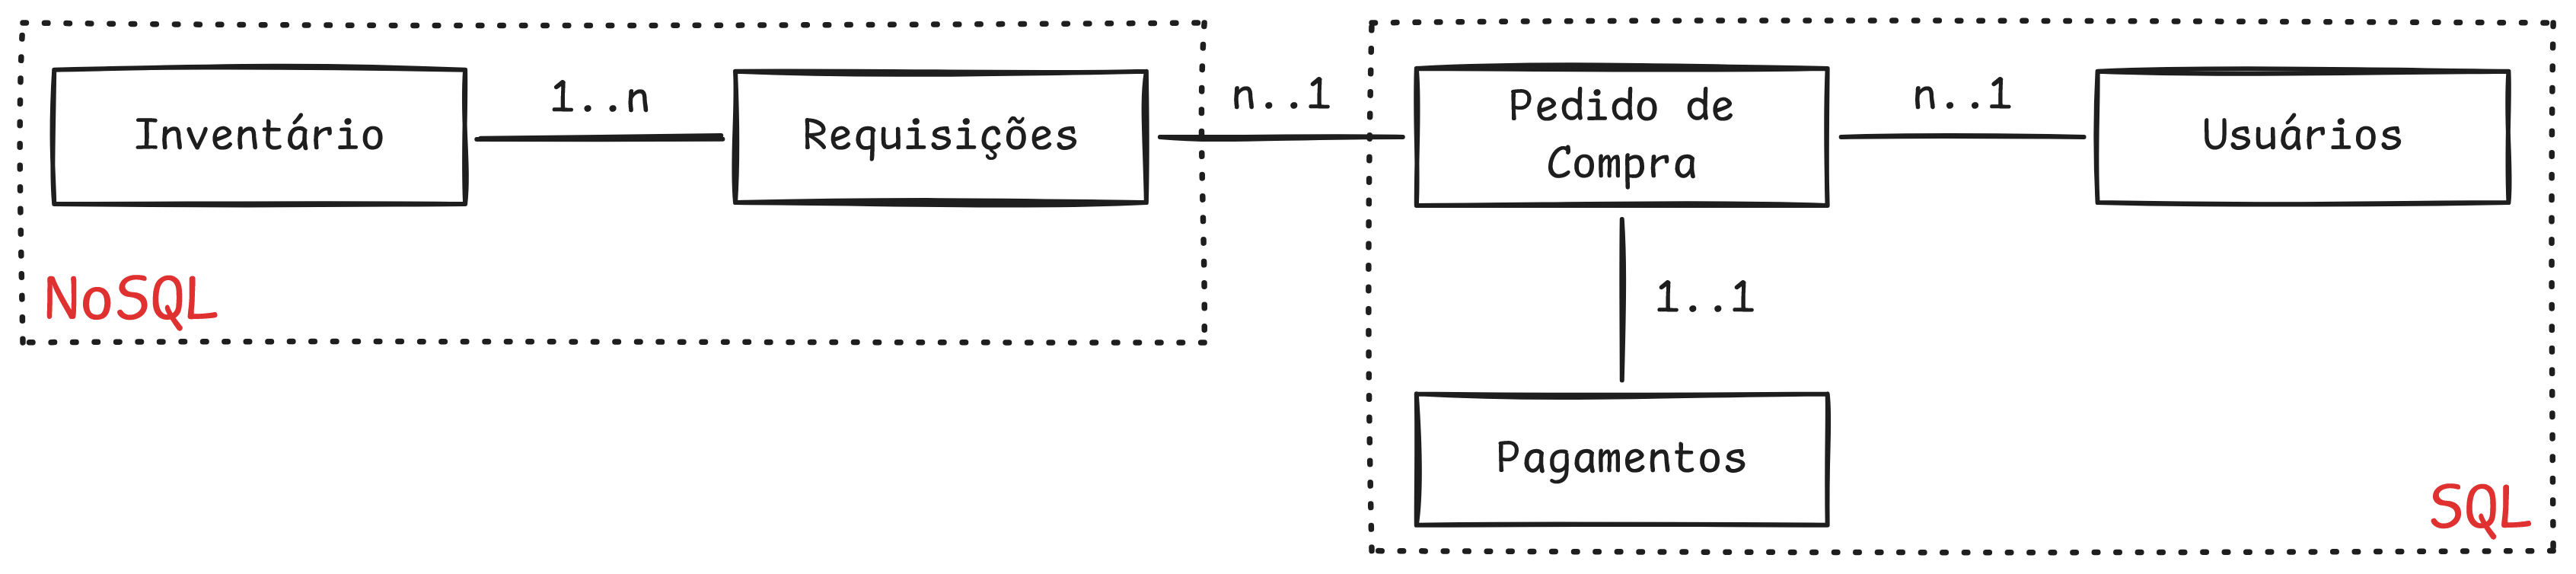 Inventário
1..n
Requisições
n..1
Pedido de
Compra
n..1
Usuários
NoSQL
1..1
Pagamentos
SQL